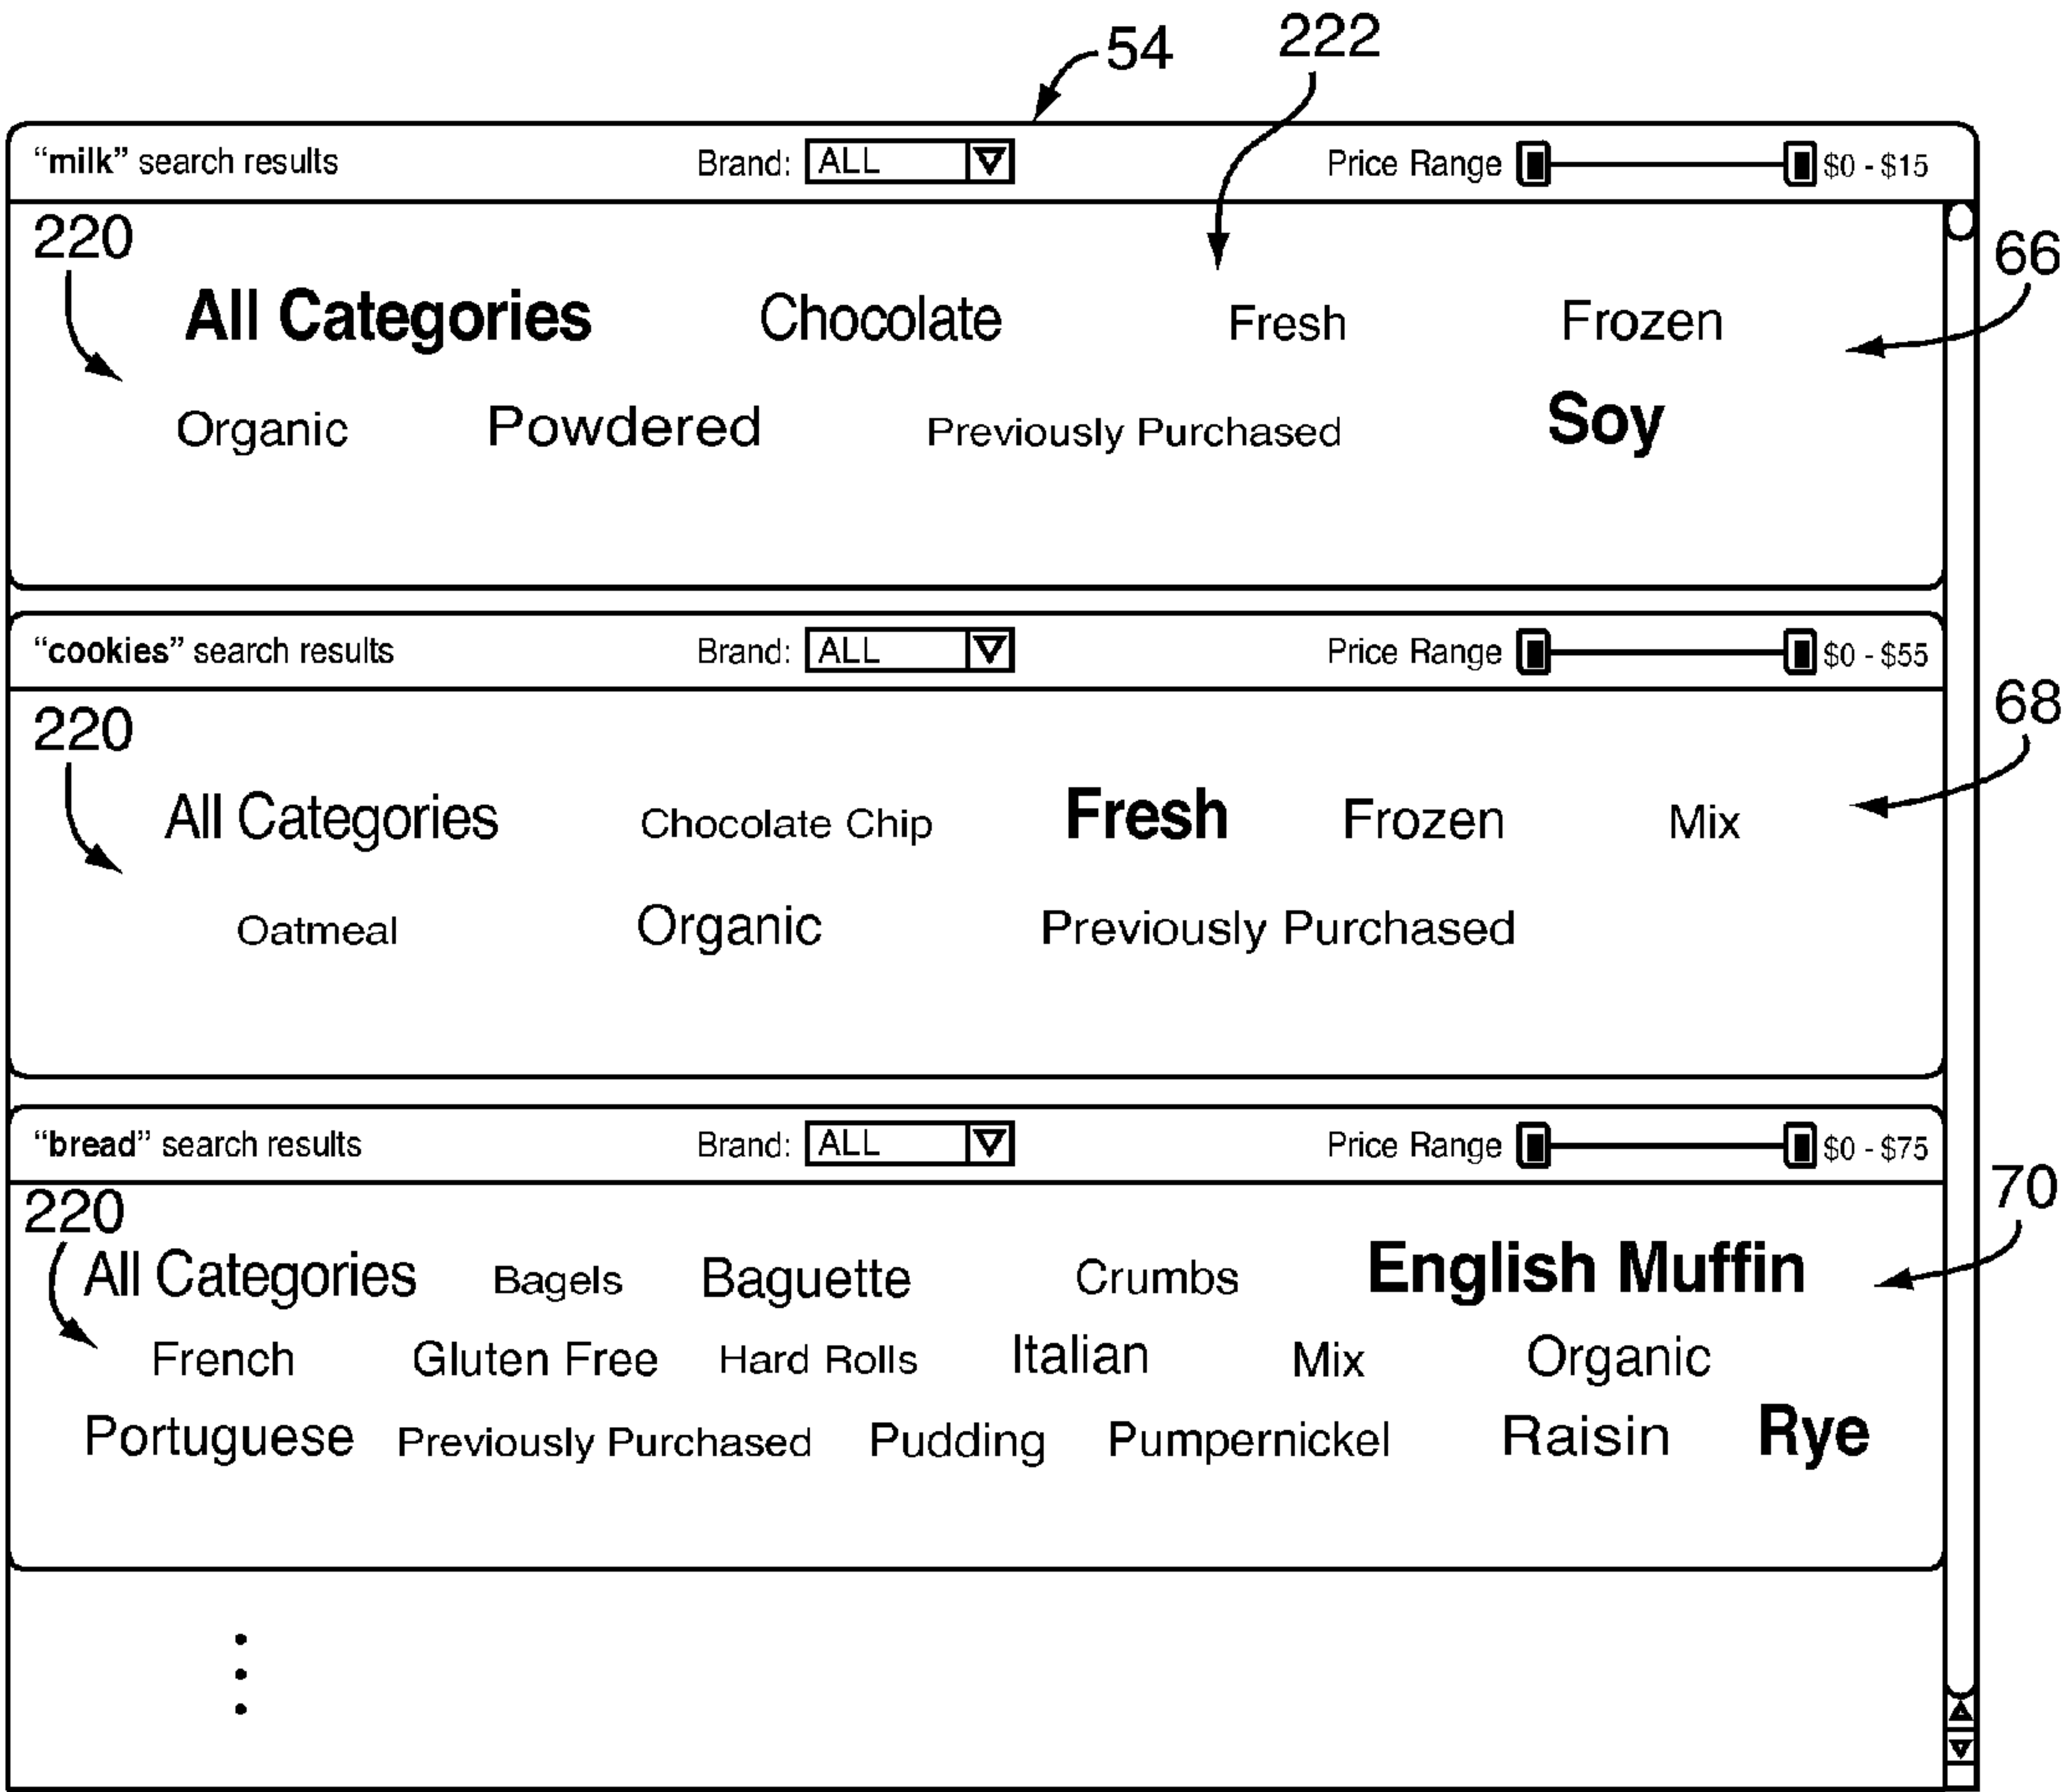 54 222
“milk” search results Brand: ALL Price Range $0 - $15
220
66
All Categories Chocolate Fresh Frozen
Organic Powdered Previously Purchased Soy
“cookies” search results Brand: ALL Price Range $0 - $55
220
68
All Categories Chocolate Chip Fresh Frozen Mix
Oatmeal Organic Previously Purchased
“bread” search results Brand: ALL Price Range $0 - $75
220
70
All Categories Bagels Baguette Crumbs English Muffin
French Gluten Free Hard Rolls Italian Mix Organic
Portuguese Previously Purchased Pudding Pumpernickel Raisin Rye